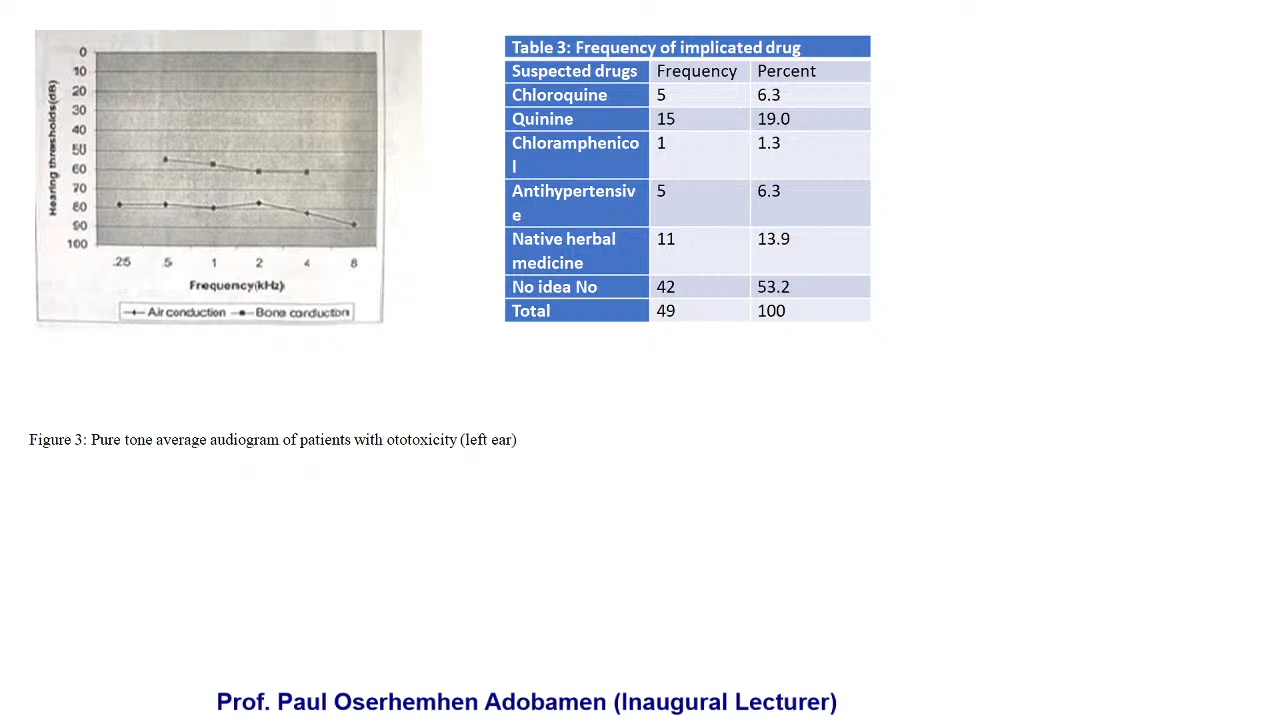 0
10
20
30
40
50
60
70
80
90
100
Hearing thresholds(dB)
.25 .5 1 2 4 8
Frequency(kHz)
Air conduction Bone conduction
Table 3: Frequency of implicated drug
Suspected drugs Frequency Percent
Chloroquine 5 6.3
Quinine 15 19.0
Chloramphenico 1 1.3
l
Antihypertensiv 5 6.3
e
Native herbal 11 13.9
medicine
No idea No 42 53.2
Total 49 100
Figure 3: Pure tone average audiogram of patients with ototoxicity (left ear)
Prof. Paul Oserhemhen Adobamen (Inaugural Lecturer)